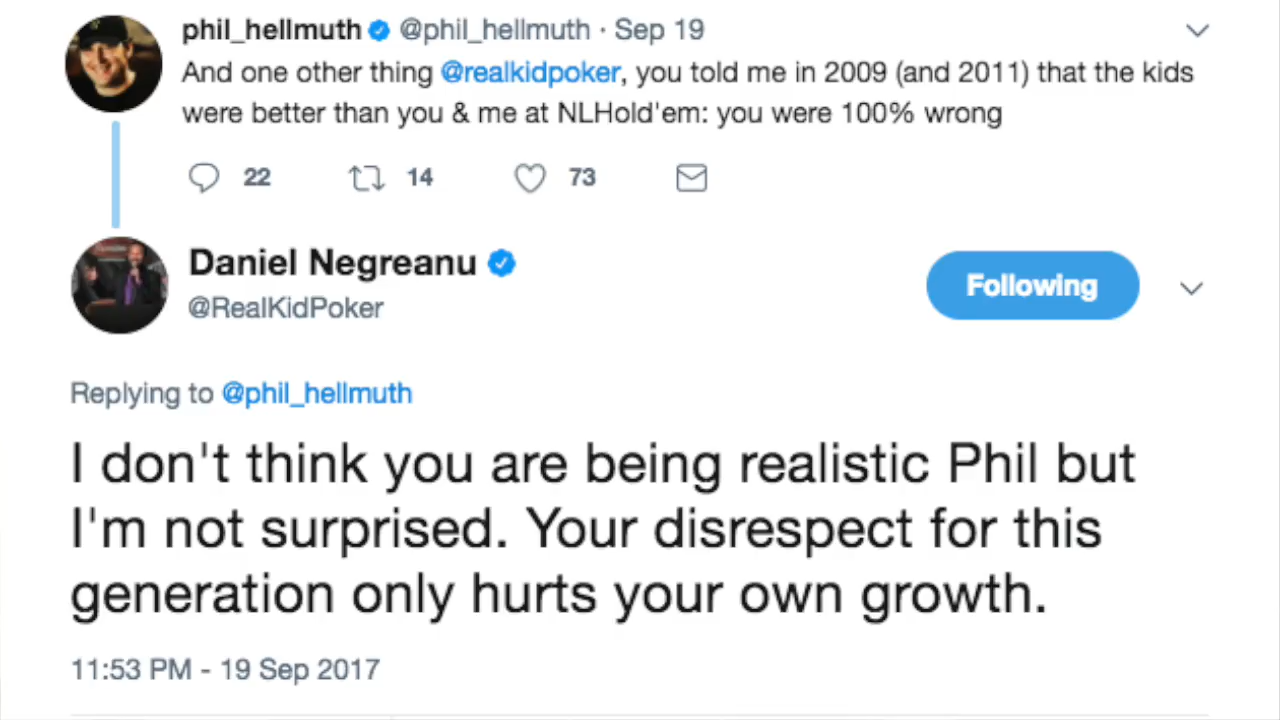 phil_hellmuth @phil_hellmuth · Sep 19
And one other thing @realkidpoker, you told me in 2009 (and 2011) that the kids
were better than you & me at NLHold'em: you were 100% wrong
22 14 73
Daniel Negreanu
@RealKidPoker
Following
Replying to @phil_hellmuth
I don't think you are being realistic Phil but
I'm not surprised. Your disrespect for this
generation only hurts your own growth.
11:53 PM - 19 Sep 2017